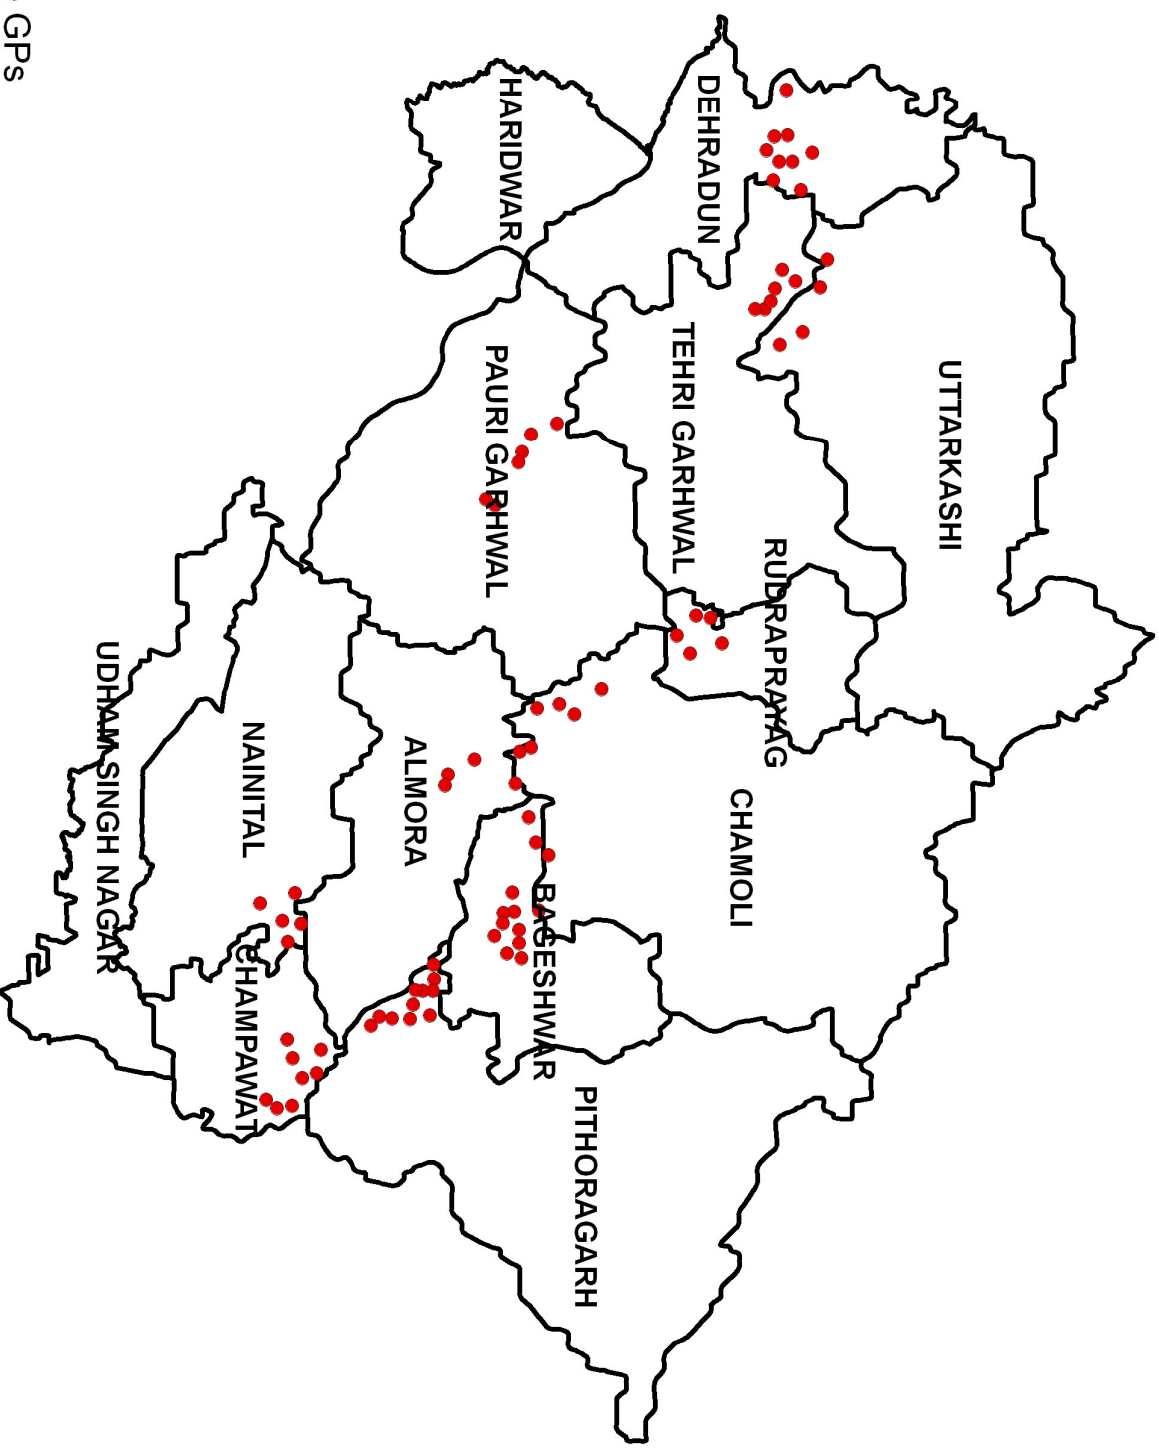 UTTARKASHI
DEHRADUN
TEHRI GARHWAL
RUDRAPRAYAG
CHAMOLI
HARIDWAR
PAURI GARHWAL
BAGESHWAR
PITHORAGARH
ALMORA
NAINITAL
CHAMPAWAT
UDHAM SINGH NAGAR
GPs